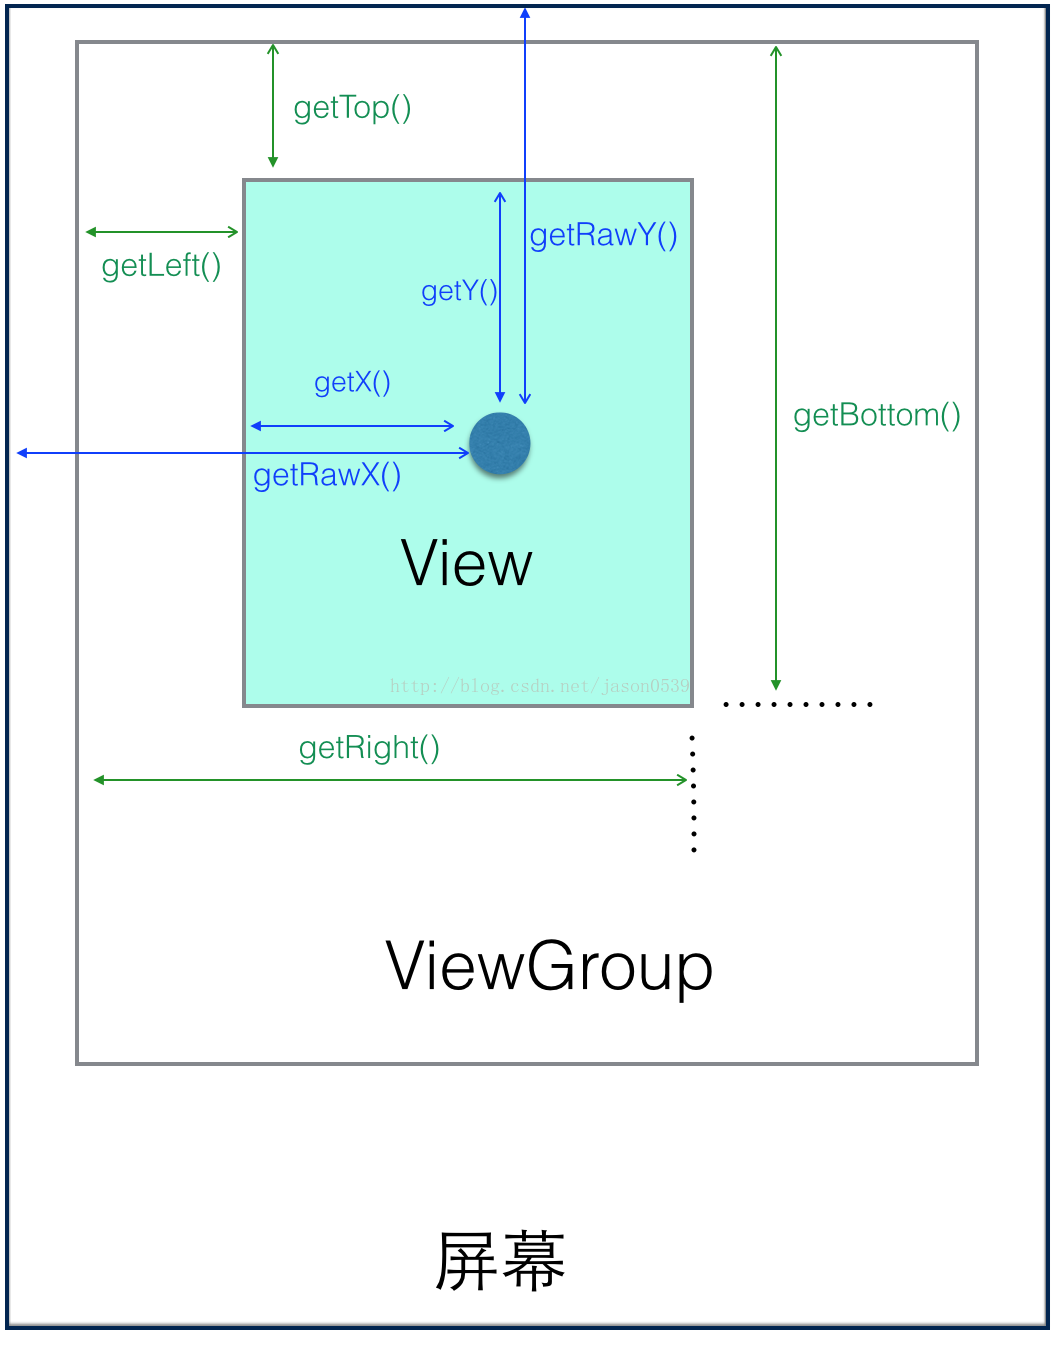 getTop()
getRawY()
getLeft()
getY()
getX()
getBottom()
getRawX()
View
http://blog.csdn.net/jason0539
getRight()
ViewGroup
屏幕